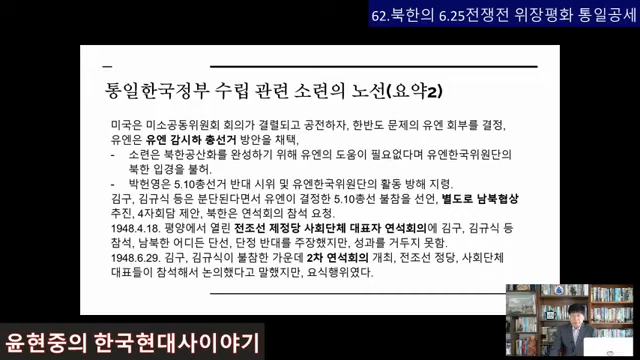 62.북한의 6.25전쟁전 위장평화 통일공세
통일한국정부 수립 관련 소련의 노선(요약2)
미국은 미소공동위원회 회의가 결렬되고 공전하자, 한반도 문제의 유엔 회부를 결정,
유엔은 유엔 감시하 총선거 방안을 채택,
- 소련은 북한공산화를 완성하기 위해 유엔의 도움이 필요없다며 유엔한국위원단의
북한 입경을 불허.
- 박헌영은 5.10총선거 반대 시위 및 유엔한국위원단의 활동 방해 지령.
김구, 김규식 등은 분단된다면서 유엔이 결정한 5.10총선 불참을 선언, 별도로 남북협상
추진, 4자회담 제안, 북한은 연석회의 참석 요청.
1948.4.18. 평양에서 열린 전조선 제정당 사회단체 대표자 연석회의에 김구, 김규식 등
참석, 남북한 어디든 단선, 단정 반대를 주장했지만, 성과를 거두지 못함.
1948.6.29. 김구, 김규식이 불참한 가운데 2차 연석회의 개최, 전조선 정당, 사회단체
대표들이 참석해서 논의했다고 말했지만, 요식행위였다.
윤현중의 한국현대사이야기